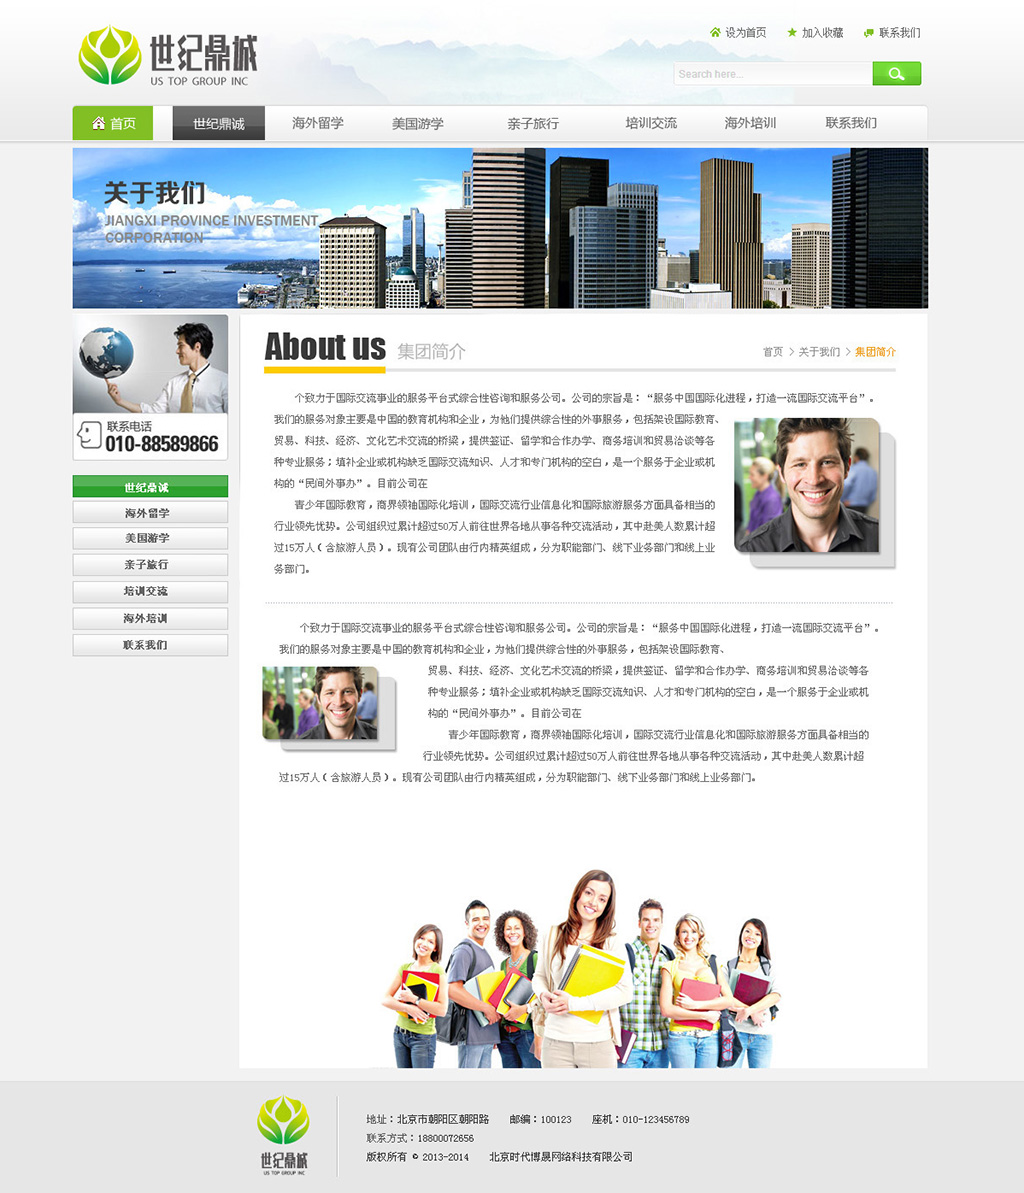 世纪鼎诚
US TOP GROUP INC
设为首页 加入收藏 联系我们
Search here...
首页 世纪鼎诚 海外留学 美国游学 亲子旅行 培训交流 海外培训 联系我们
关于我们
JIANGXI PROVINCE INVESTMENT
CORPORATION
联系电话
010-88589866
世纪鼎诚
海外留学
美国游学
亲子旅行
培训交流
海外培训
联系我们
About us 集团简介
首页 > 关于我们 > 集团简介
个致力于国际交流事业的服务平台式综合性咨询和服务公司。公司的宗旨是：“服务中国国际化进程，打造一流国际交流平台”。
我们的服务对象主要是中国的教育机构和企业，为他们提供综合性的外事服务，包括架设国际教育、
贸易、科技、经济、文化艺术交流的桥梁，提供签证、留学和合作办学、商务培训和贸易洽谈等各
种专业服务；填补企业或机构缺乏国际交流知识、人才和专门机构的空白，是一个服务于企业或机
构的“民间外事办”。目前公司在
青少年国际教育，商界领袖国际化培训，国际交流行业信息化和国际旅游服务方面具备相当的
行业领先优势。公司组织过累计超过50万人前往世界各地从事各种交流活动，其中赴美人数累计超
过15万人（含旅游人员）。现有公司团队由行内精英组成，分为职能部门、线下业务部门和线上业
务部门。
个致力于国际交流事业的服务平台式综合性咨询和服务公司。公司的宗旨是：“服务中国国际化进程，打造一流国际交流平台”。
我们的服务对象主要是中国的教育机构和企业，为他们提供综合性的外事服务，包括架设国际教育、
贸易、科技、经济、文化艺术交流的桥梁，提供签证、留学和合作办学、商务培训和贸易洽谈等各
种专业服务；填补企业或机构缺乏国际交流知识、人才和专门机构的空白，是一个服务于企业或机
构的“民间外事办”。目前公司在
青少年国际教育，商界领袖国际化培训，国际交流行业信息化和国际旅游服务方面具备相当的
行业领先优势。公司组织过累计超过50万人前往世界各地从事各种交流活动，其中赴美人数累计超
过15万人（含旅游人员）。现有公司团队由行内精英组成，分为职能部门、线下业务部门和线上业务部门。
世纪鼎诚
US TOP GROUP INC
地址：北京市朝阳区朝阳路 邮编：100123 座机：010-123456789
联系方式：18800072656
版权所有 © 2013-2014 北京时代博晟网络科技有限公司